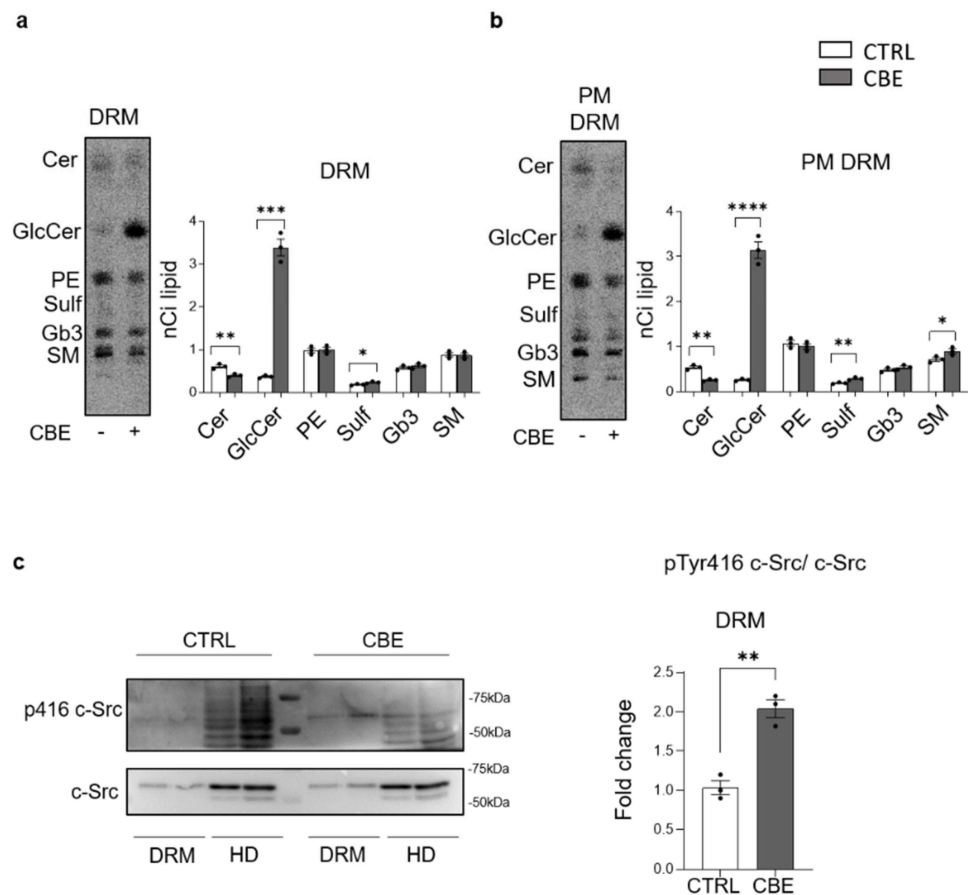 a
DRM
Cer
GlcCer
PE
Sulf
Gb3
SM
CBE - +
DRM
nCi lipid
4
3
2
1
0
**
***
*
Cer
GlcCer
PE
Sulf
Gb3
SM
b
CTRL
CBE
PM
DRM
Cer
GlcCer
PE
Sulf
Gb3
SM
CBE - +
PM DRM
nCi lipid
4
3
2
1
0
**
****
**
*
Cer
GlcCer
PE
Sulf
Gb3
SM
c
CTRL CBE
p416 c-Src
-75kDa
-50kDa
c-Src
-75kDa
-50kDa
DRM HD DRM HD
pTyr416 c-Src/ c-Src
DRM
**
Fold change
2.5
2.0
1.5
1.0
0.5
0.0
CTRL CBE